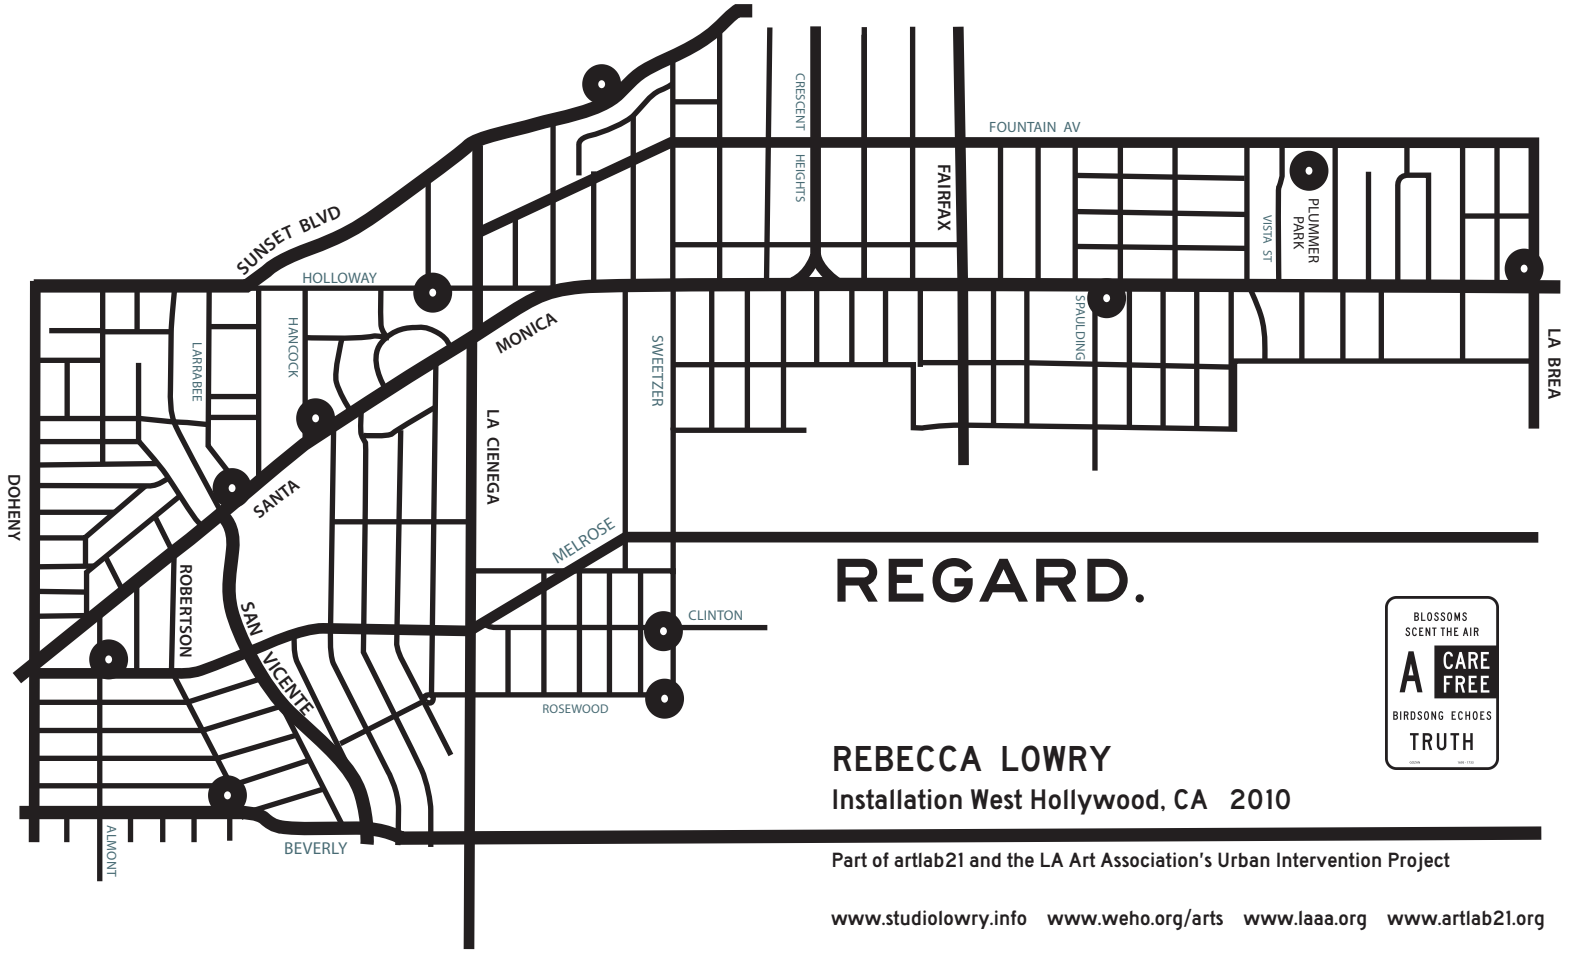 CRESCENT HEIGHTS
FOUNTAIN AV
FAIRFAX
SUNSET BLVD
HOLLOWAY
VISTA ST
PLUMMER
PARK
LARRABEE
HANCOCK
SANTA MONICA
SWEETZER
SPAULDING
LA BREA
DOHENY
LA CIENEGA
MELROSE
ROBERTSON
SAN VICENTE
CLINTON
ROSEWOOD
ALMONT
BEVERLY
REGARD.
BLOSSOMS
SCENT THE AIR
A CARE
FREE
BIRDSONG ECHOES
TRUTH
REBECCA LOWRY
Installation West Hollywood, CA 2010
Part of artlab21 and the LA Art Association's Urban Intervention Project
www.studiolowry.info www.weho.org/arts www.laaa.org www.artlab21.org